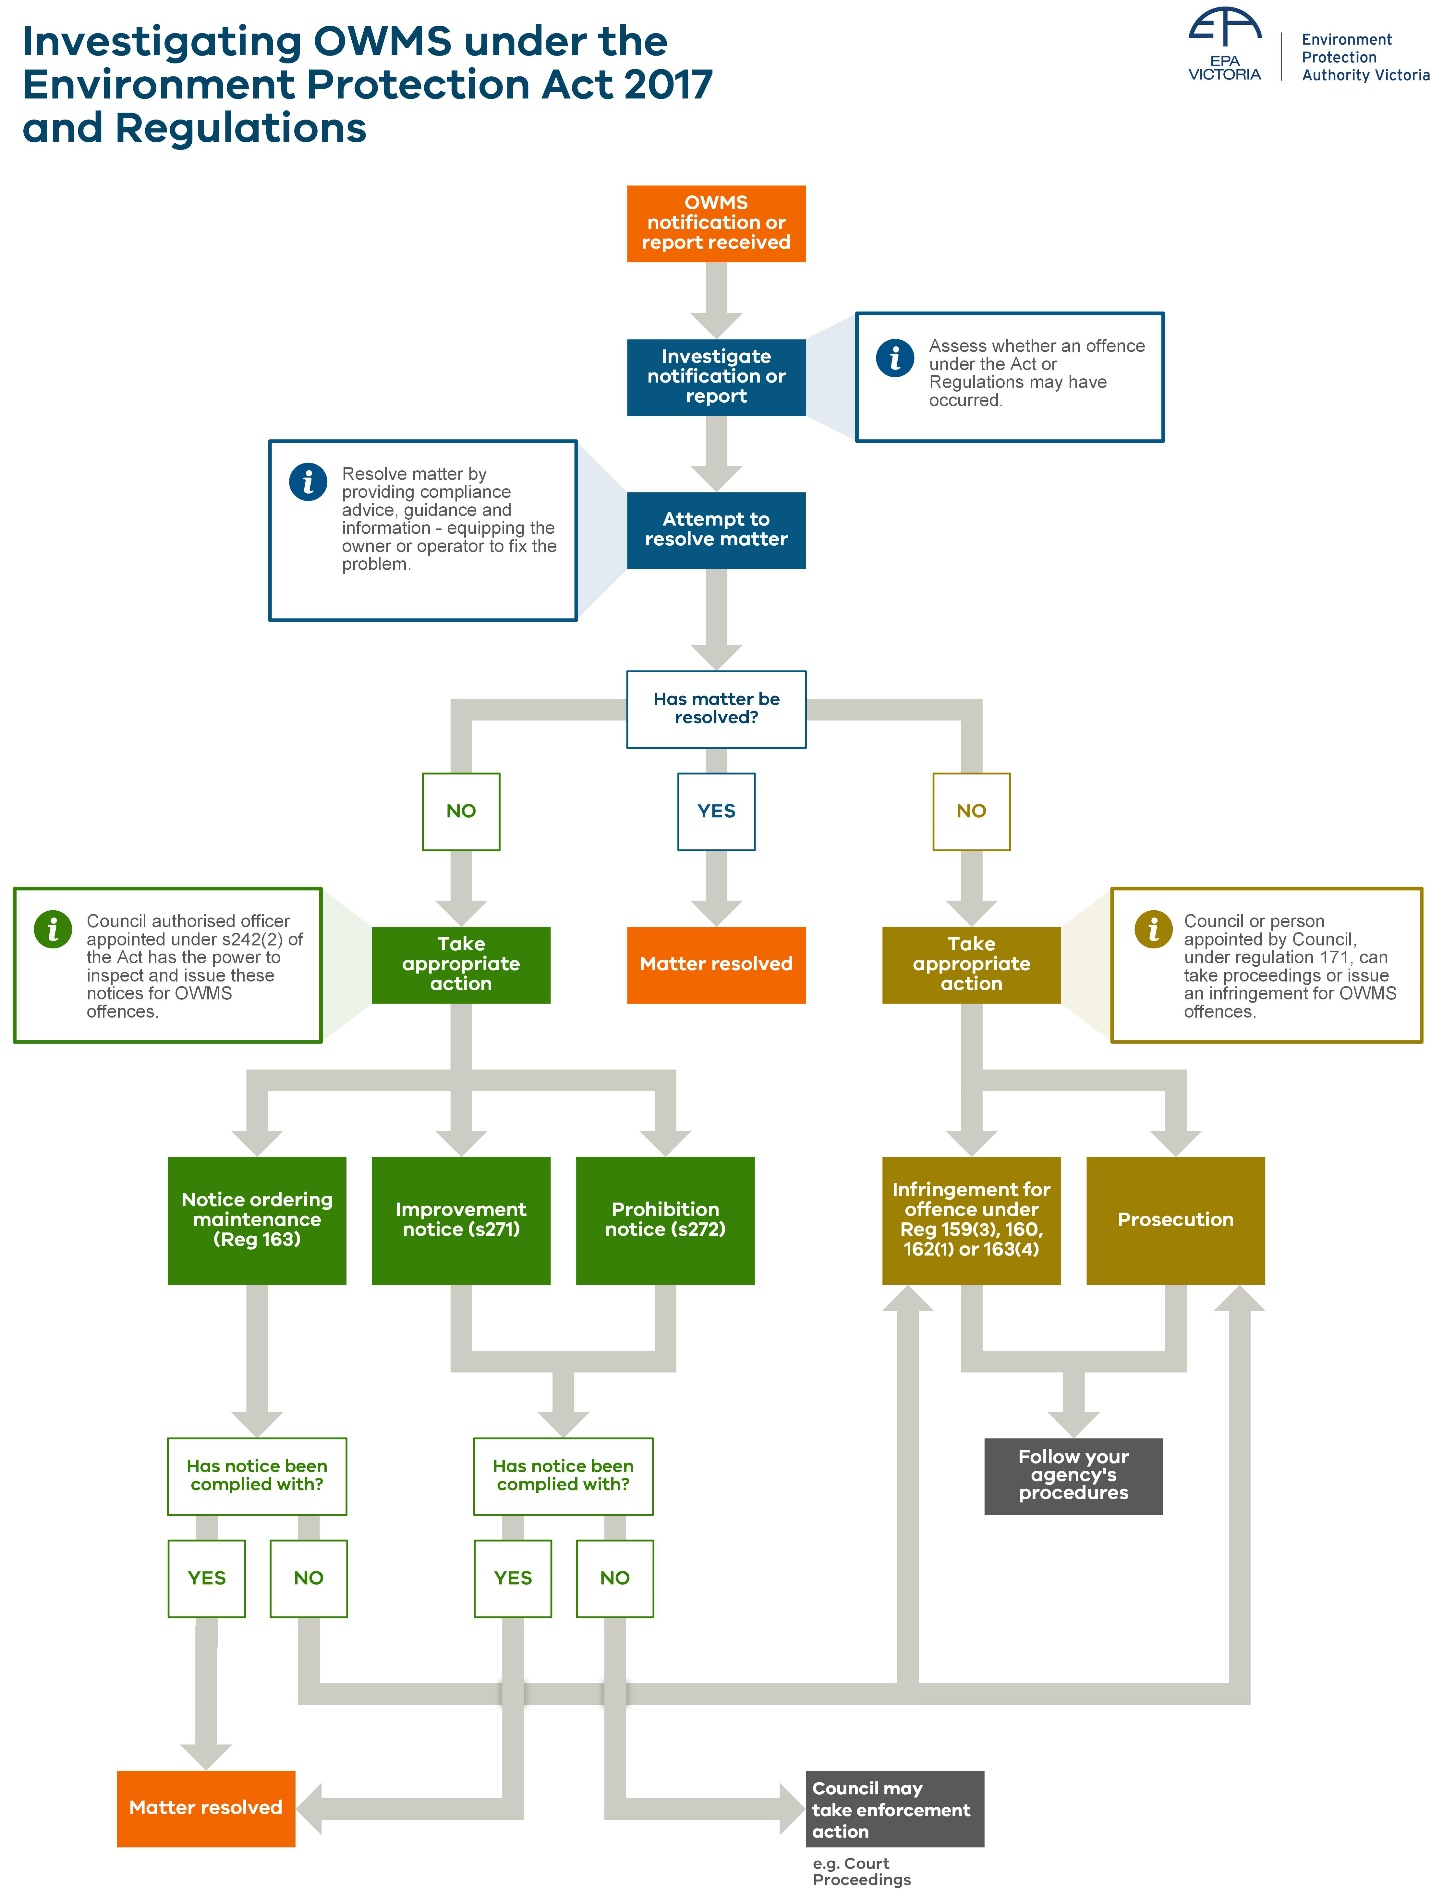 Investigating OWMS under the
Environment Protection Act 2017
and Regulations
EPA
VICTORIA
Environment
Protection
Authority Victoria
OWMS
notification or
report received
Investigate
notification or
report
i
Assess whether an offence
under the Act or
Regulations may have
occurred.
i
Resolve matter by
providing compliance
advice, guidance and
information - equipping the
owner or operator to fix the
problem.
Attempt to
resolve matter
Has matter be
resolved?
NO
YES
NO
i
Council authorised officer
appointed under s242(2) of
the Act has the power to
inspect and issue these
notices for OWMS
offences.
Take
appropriate
action
Matter resolved
Take
appropriate
action
i
Council or person
appointed by Council,
under regulation 171, can
take proceedings or issue
an infringement for OWMS
offences.
Notice ordering
maintenance
(Reg 163)
Improvement
notice (s271)
Prohibition
notice (s272)
Infringement for
offence under
Reg 159(3), 160,
162(1) or 163(4)
Prosecution
Has notice been
complied with?
Has notice been
complied with?
Follow your
agency's
procedures
YES
NO
YES
NO
Matter resolved
Council may
take enforcement
action
e.g. Court
Proceedings